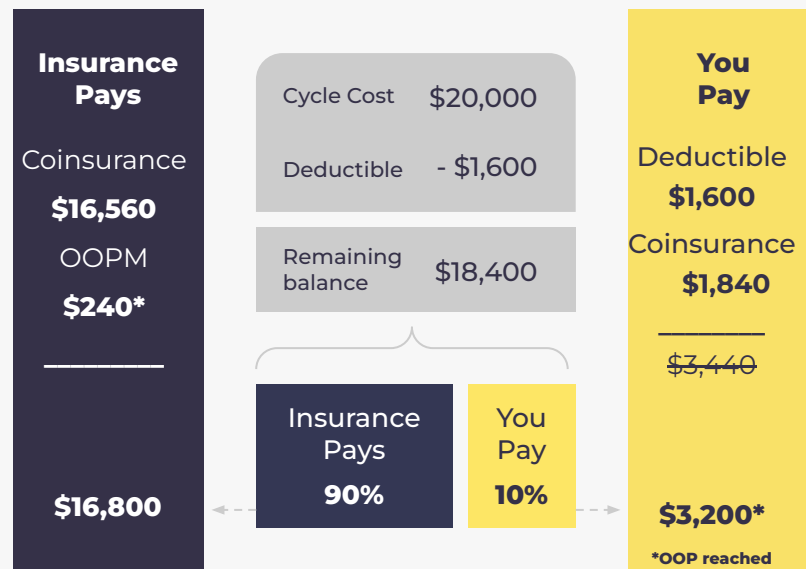 Insurance
Pays
Coinsurance
$16,560
OOPM
$240*
_________
$16,800
Cycle Cost $20,000
Deductible - $1,600
Remaining
balance $18,400
Insurance
Pays
90%
You
Pay
10%
You
Pay
Deductible
$1,600
Coinsurance
$1,840
________
$3,440
$3,200*
*OOP reached